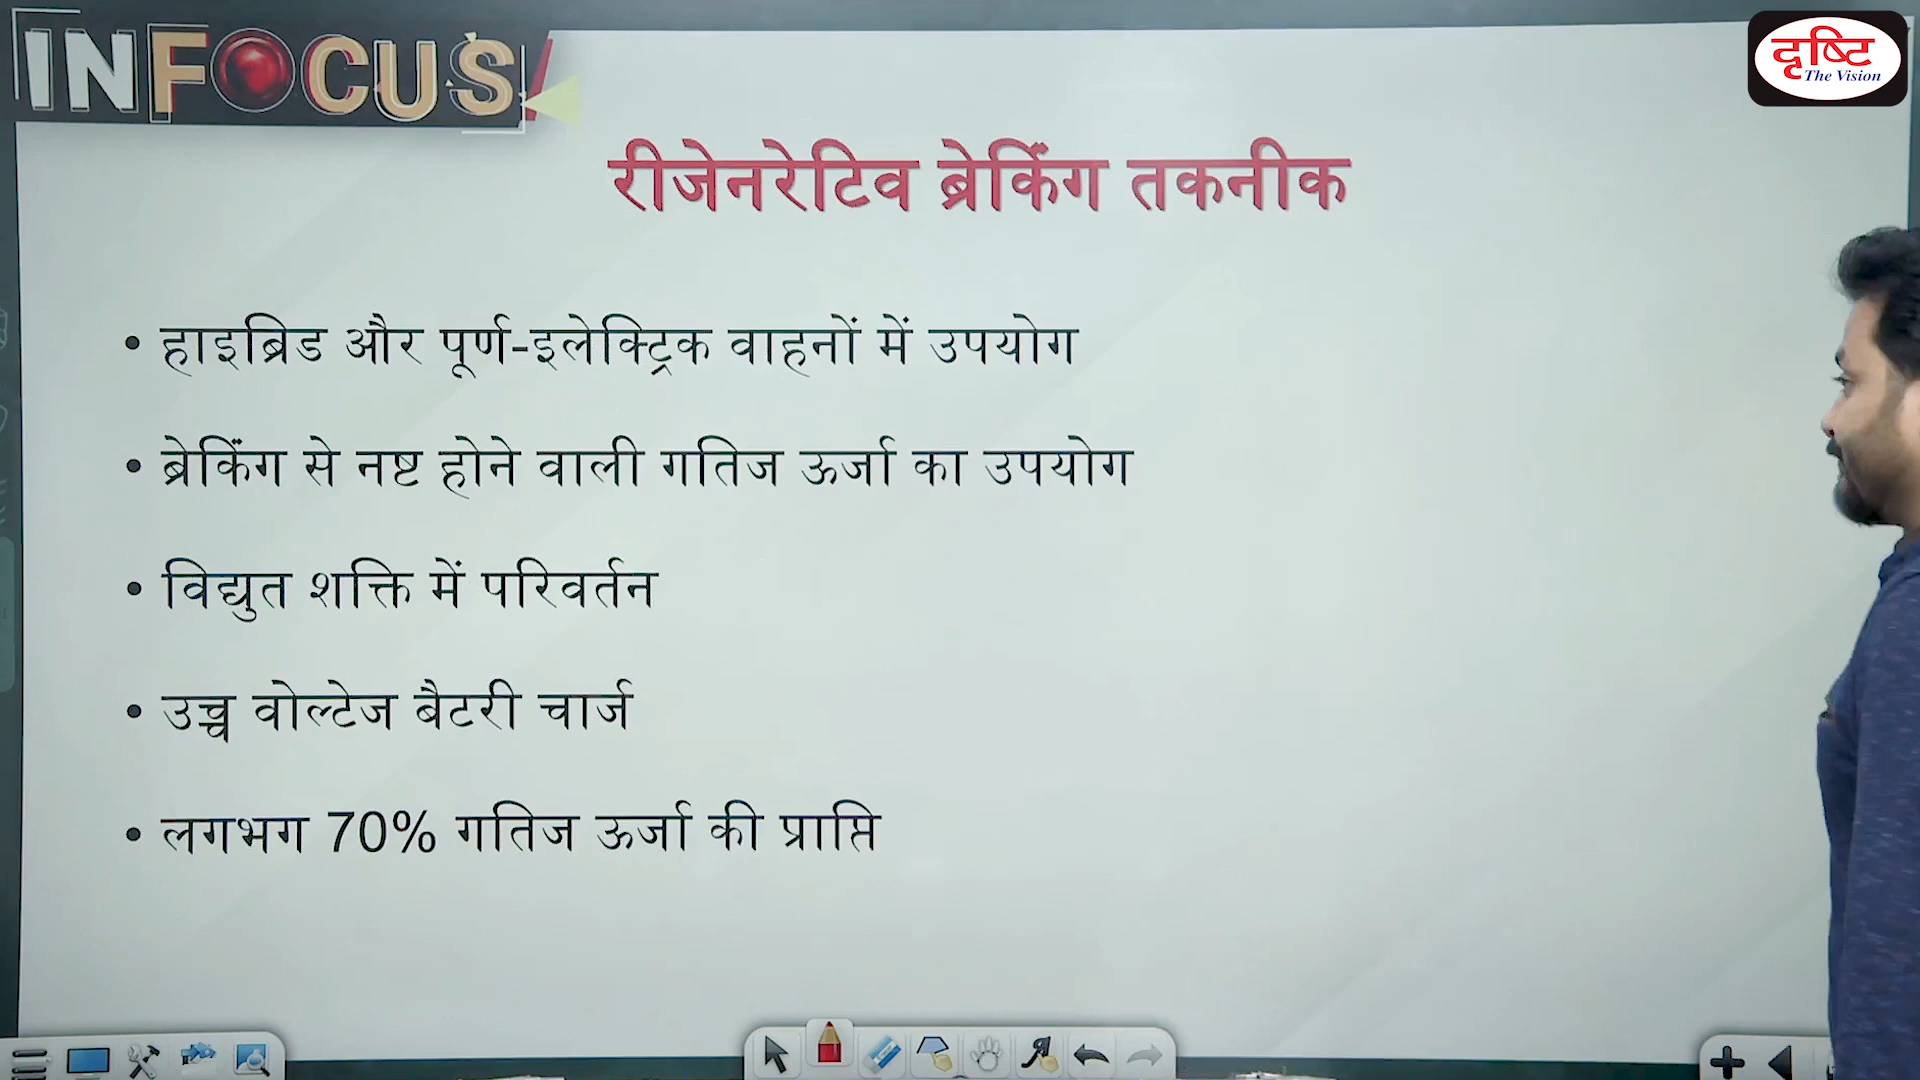 INFOCUS
दृष्टि
The Vision
रीजेनरेटिव ब्रेकिंग तकनीक
• हाइब्रिड और पूर्ण-इलेक्ट्रिक वाहनों में उपयोग
• ब्रेकिंग से नष्ट होने वाली गतिज ऊर्जा का उपयोग
• विद्युत शक्ति में परिवर्तन
• उच्च वोल्टेज बैटरी चार्ज
• लगभग 70% गतिज ऊर्जा की प्राप्ति